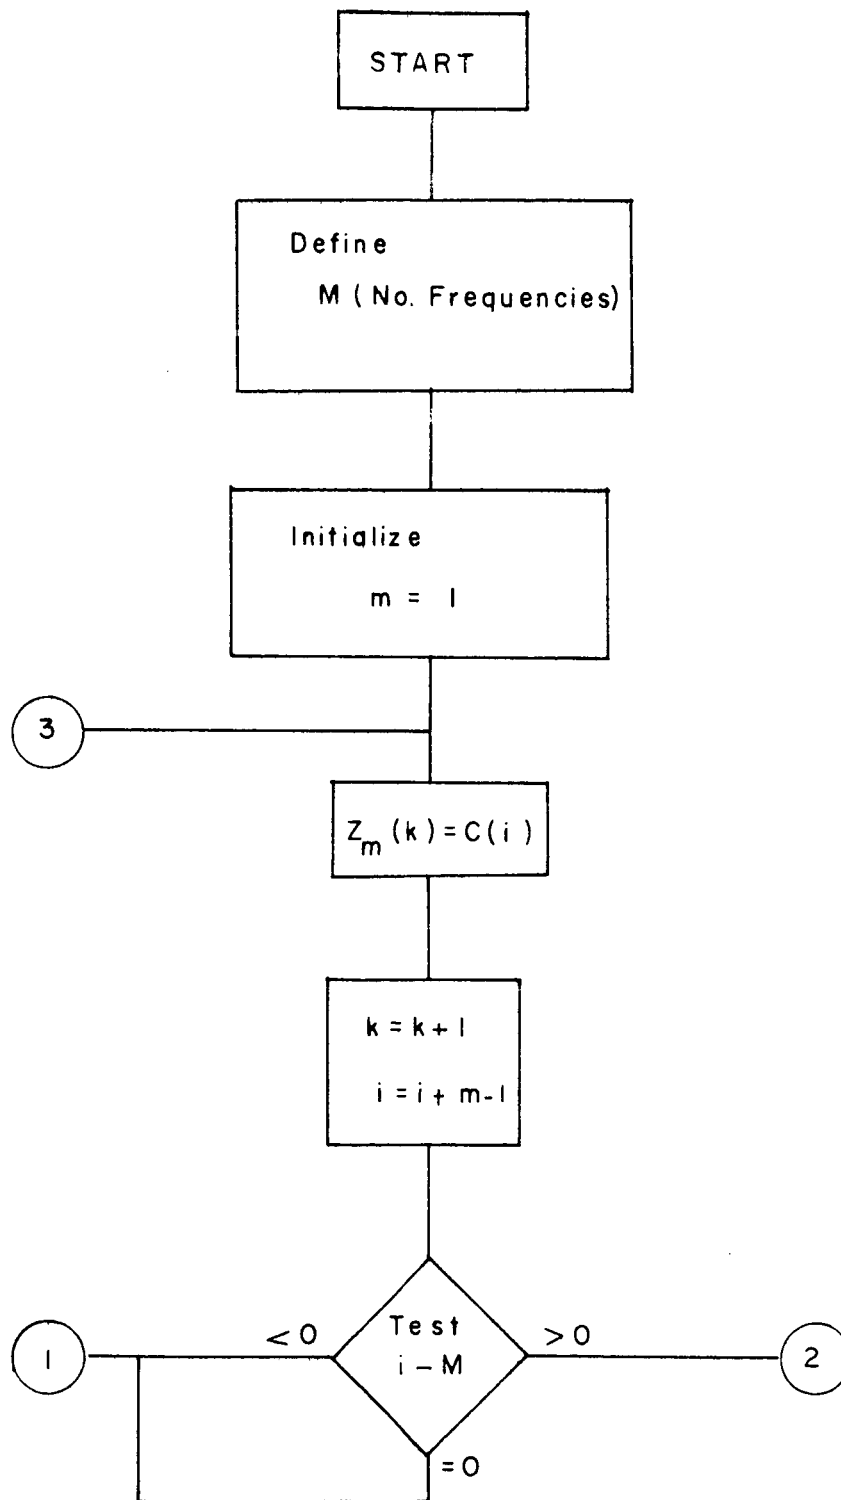 START
Define
M ( No. Frequencies)
Initialize
m = 1
3
Z_m (k) = C(i)
k = k + 1
i = i + m-1
Test
i - M
< 0
> 0
1
2
= 0